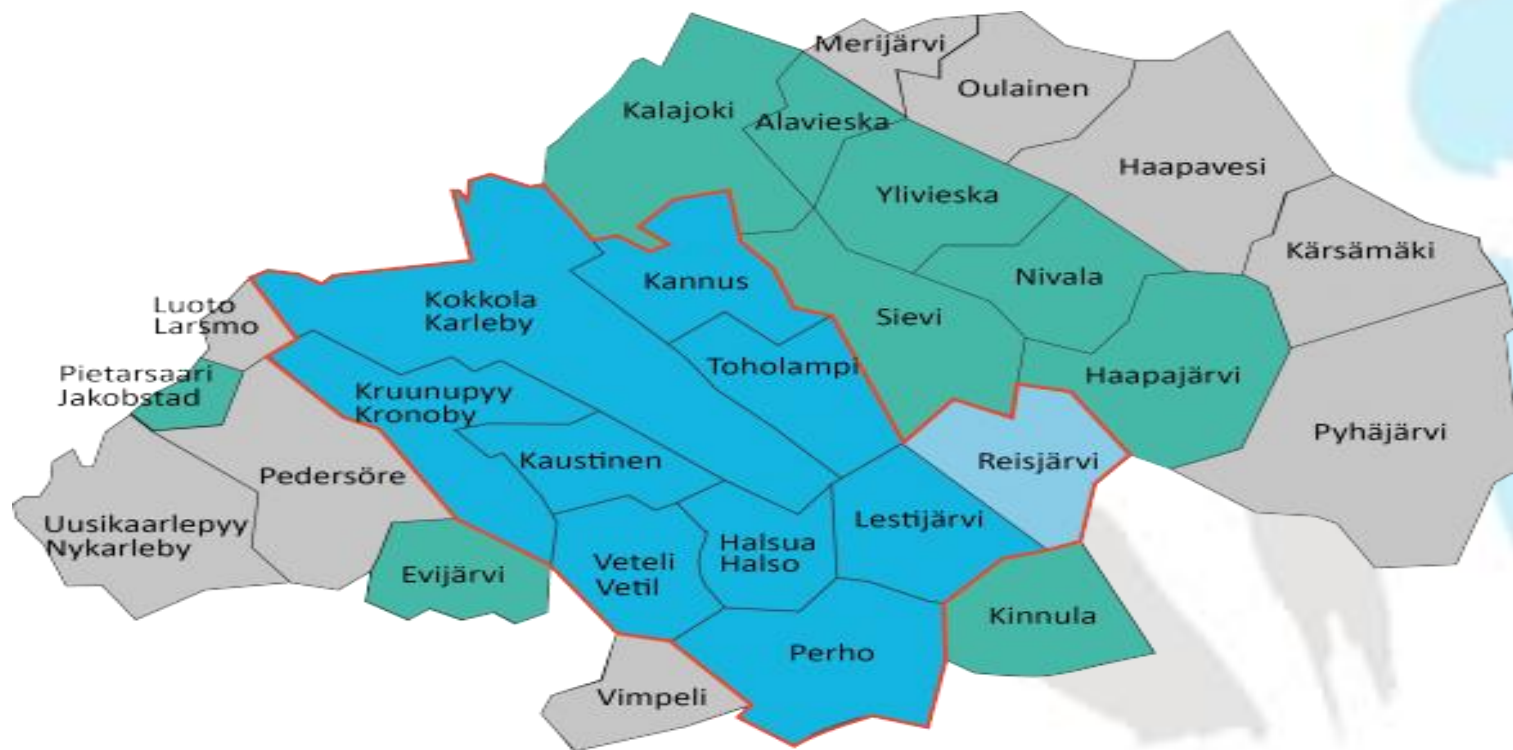 Merijärvi
Oulainen
Kalajoki
Alavieska
Haapavesi
Ylivieska
Kärsämäki
Kannus
Nivala
Luoto
Larsmo
Kokkola
Karleby
Sievi
Toholampi
Pietarsaari
Jakobstad
Kruunupyy
Kronoby
Haapajärvi
Pyhäjärvi
Kaustinen
Reisjärvi
Pedersöre
Uusikaarlepyy
Nykarleby
Lestijärvi
Halsua
Halso
Veteli
Vetil
Evijärvi
Kinnula
Perho
Vimpeli